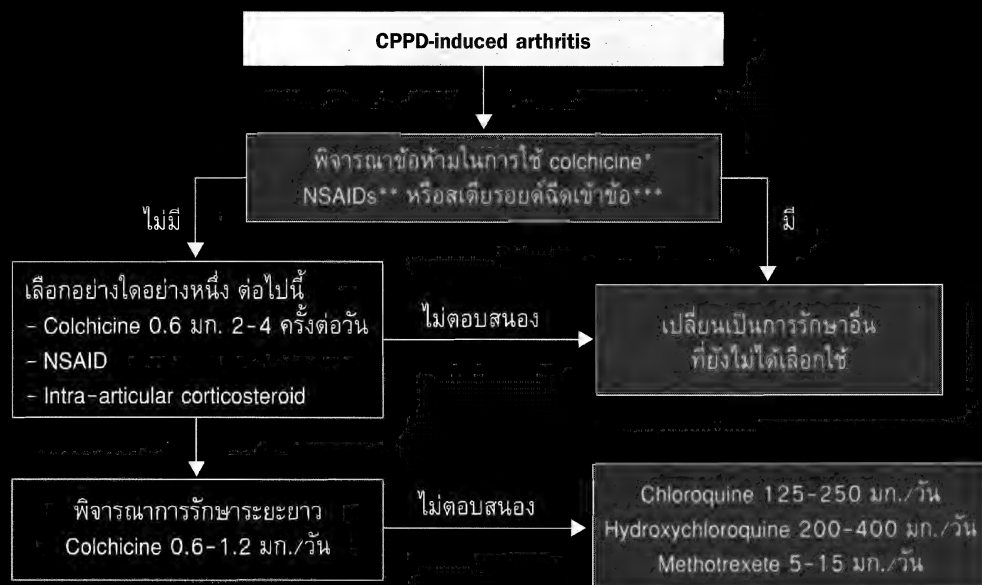 CPPD-induced arthritis
พิจารณาข้อห้ามในการใช้ colchicine*
NSAIDs** หรือสเตียรอยด์ฉีดเข้าข้อ***
ไม่มี
มี
เลือกอย่างใดอย่างหนึ่ง ต่อไปนี้
- Colchicine 0.6 มก. 2-4 ครั้งต่อวัน
- NSAID
- Intra-articular corticosteroid
ไม่ตอบสนอง
เปลี่ยนเป็นการรักษาอื่น
ที่ยังไม่ได้เลือกใช้
พิจารณาการรักษาระยะยาว
Colchicine 0.6-1.2 มก./วัน
ไม่ตอบสนอง
Chloroquine 125-250 มก./วัน
Hydroxychloroquine 200-400 มก./วัน
Methotrexete 5-15 มก./วัน